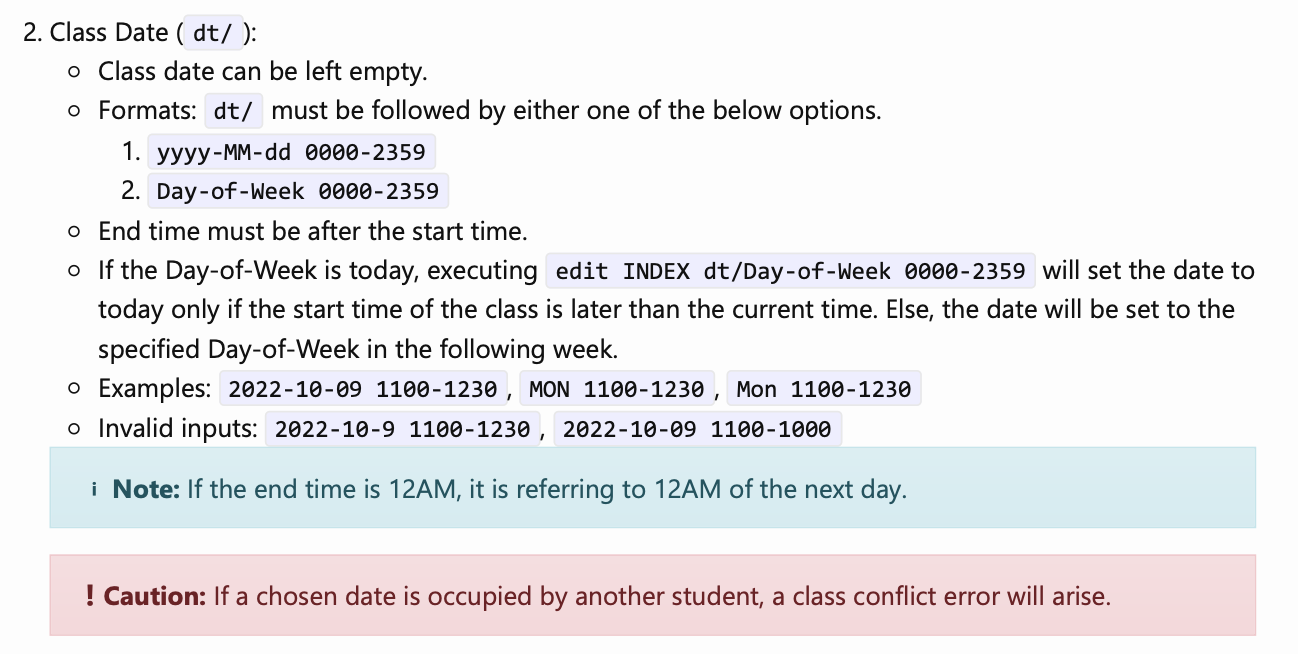 2. Class Date ( dt/ ):
○ Class date can be left empty.
○ Formats: dt/ must be followed by either one of the below options.
1. yyyy-MM-dd 0000-2359
2. Day-of-Week 0000-2359
○ End time must be after the start time.
○ If the Day-of-Week is today, executing edit INDEX dt/Day-of-Week 0000-2359 will set the date to
today only if the start time of the class is later than the current time. Else, the date will be set to the
specified Day-of-Week in the following week.
○ Examples: 2022-10-09 1100-1230 , MON 1100-1230 , Mon 1100-1230
○ Invalid inputs: 2022-10-9 1100-1230 , 2022-10-09 1100-1000
i Note: If the end time is 12AM, it is referring to 12AM of the next day.
! Caution: If a chosen date is occupied by another student, a class conflict error will arise.